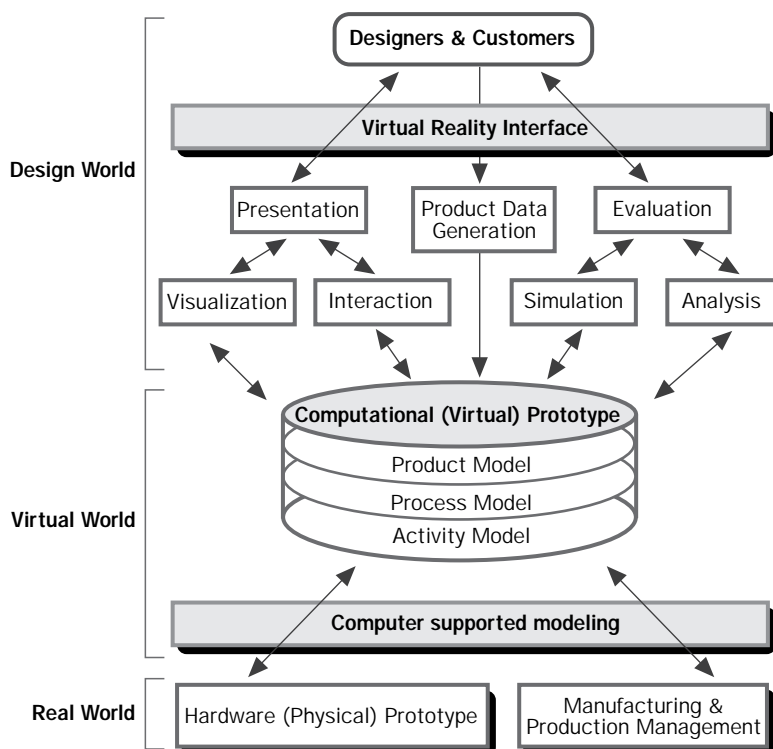 Designers & Customers
Virtual Reality Interface
Design World
Presentation
Product Data
Generation
Evaluation
Visualization
Interaction
Simulation
Analysis
Computational (Virtual) Prototype
Product Model
Process Model
Virtual World
Activity Model
Computer supported modeling
Real World
Hardware (Physical) Prototype
Manufacturing &
Production Management